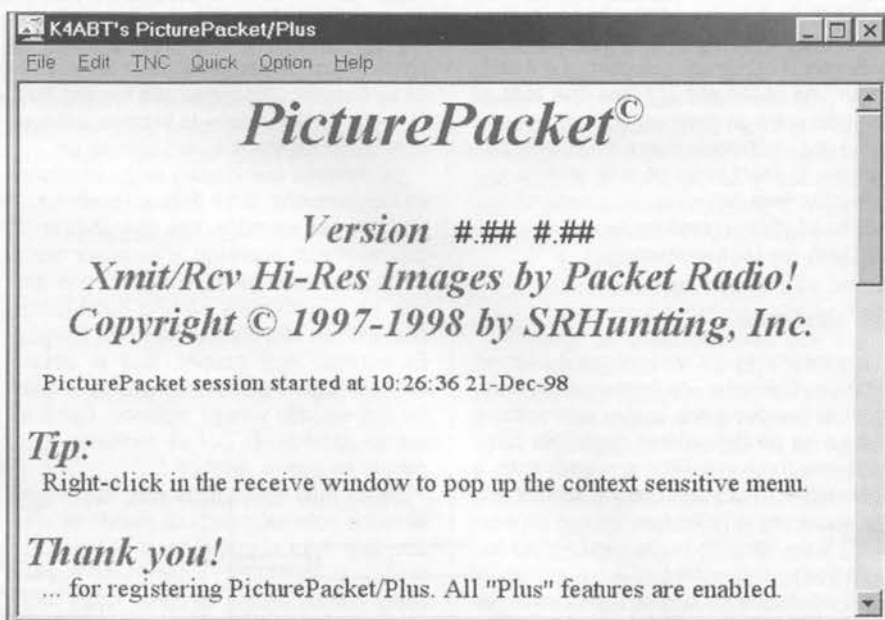 K4ABT's PicturePacket/Plus
File Edit TNC Quick Option Help
PicturePacket©
Version #.## #.##
Xmit/Rcv Hi-Res Images by Packet Radio!
Copyright © 1997-1998 by SRHuntting, Inc.
PicturePacket session started at 10:26:36 21-Dec-98
Tip:
Right-click in the receive window to pop up the context sensitive menu.
Thank you!
... for registering PicturePacket/Plus. All "Plus" features are enabled.